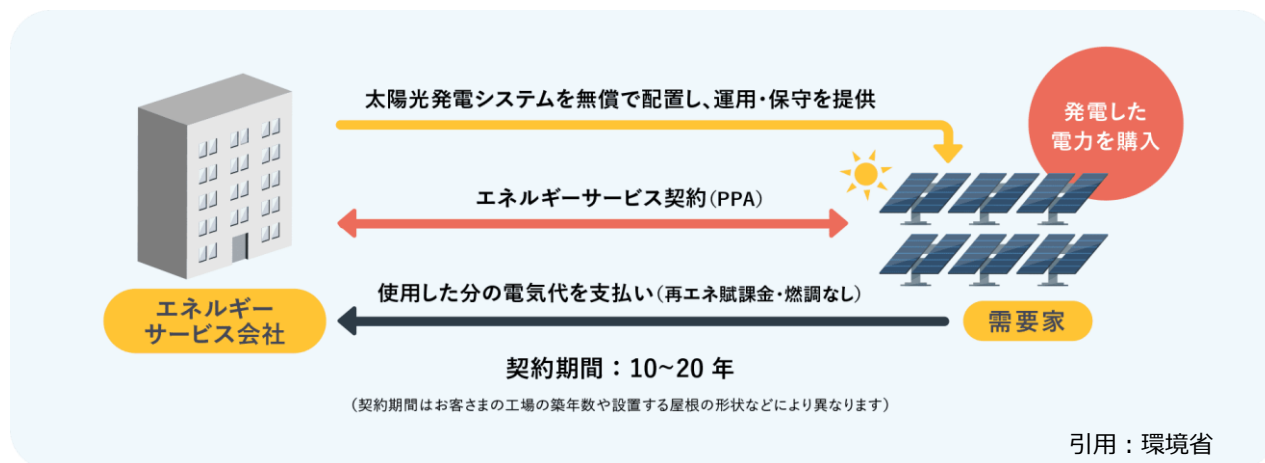 太陽光発電システムを無償で配置し、運用・保守を提供
発電した
電力を購入
エネルギーサービス契約（PPA）
使用した分の電気代を支払い（再エネ賦課金・燃調なし）
エネルギー
サービス会社
需要家
契約期間：10~20 年
（契約期間はお客さまの工場の築年数や設置する屋根の形状などにより異なります）
引用：環境省